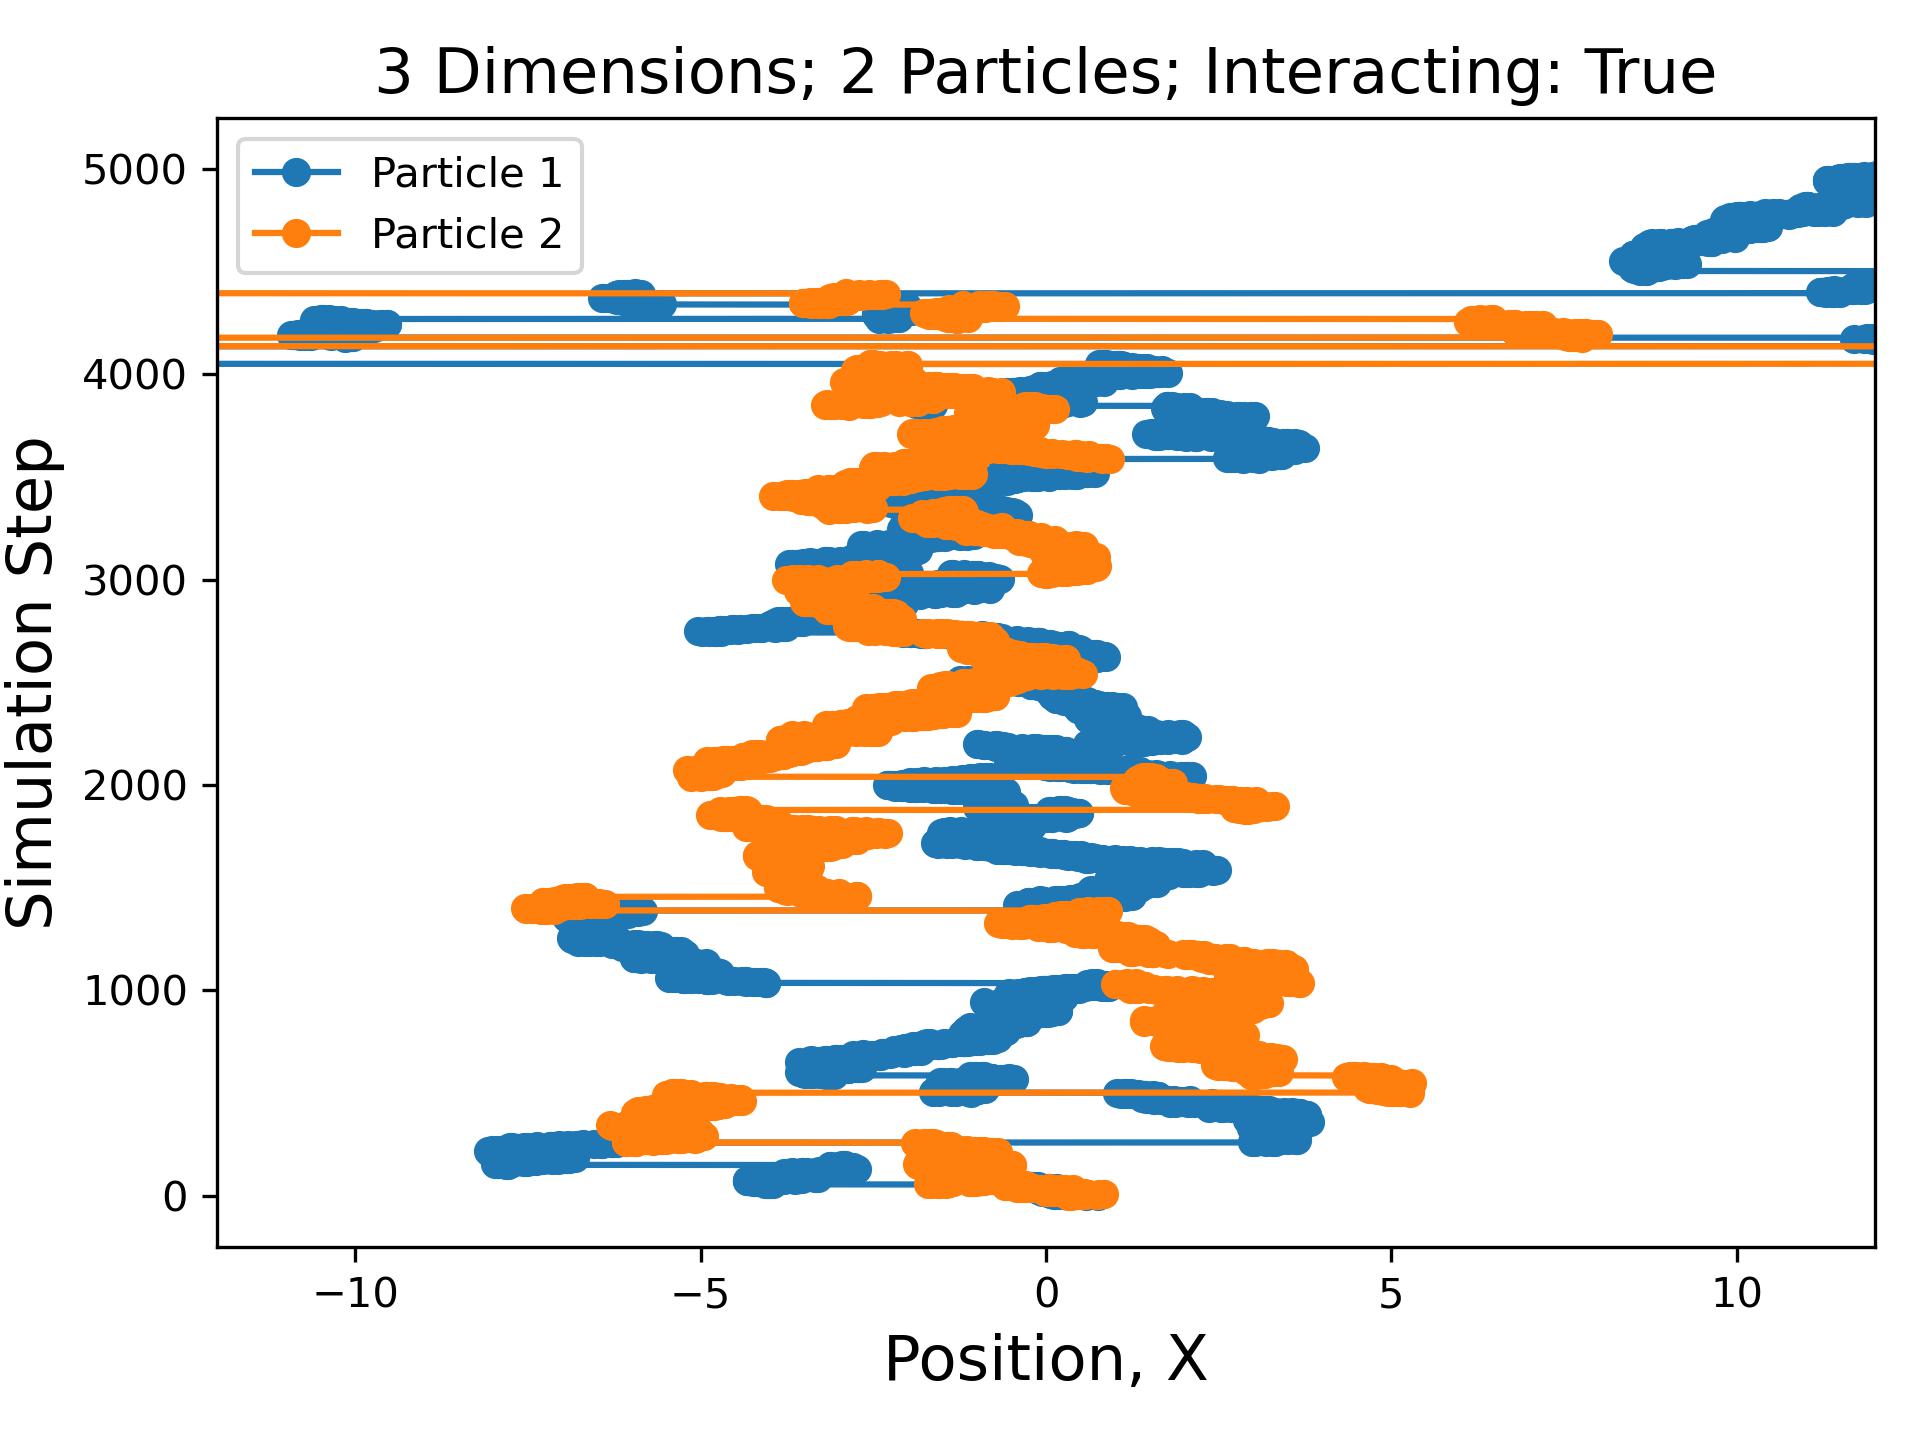 3 Dimensions; 2 Particles; Interacting: True
Particle 1
Particle 2
5000
4000
3000
2000
1000
0
Simulation Step
−10
−5
0
5
10
Position, X